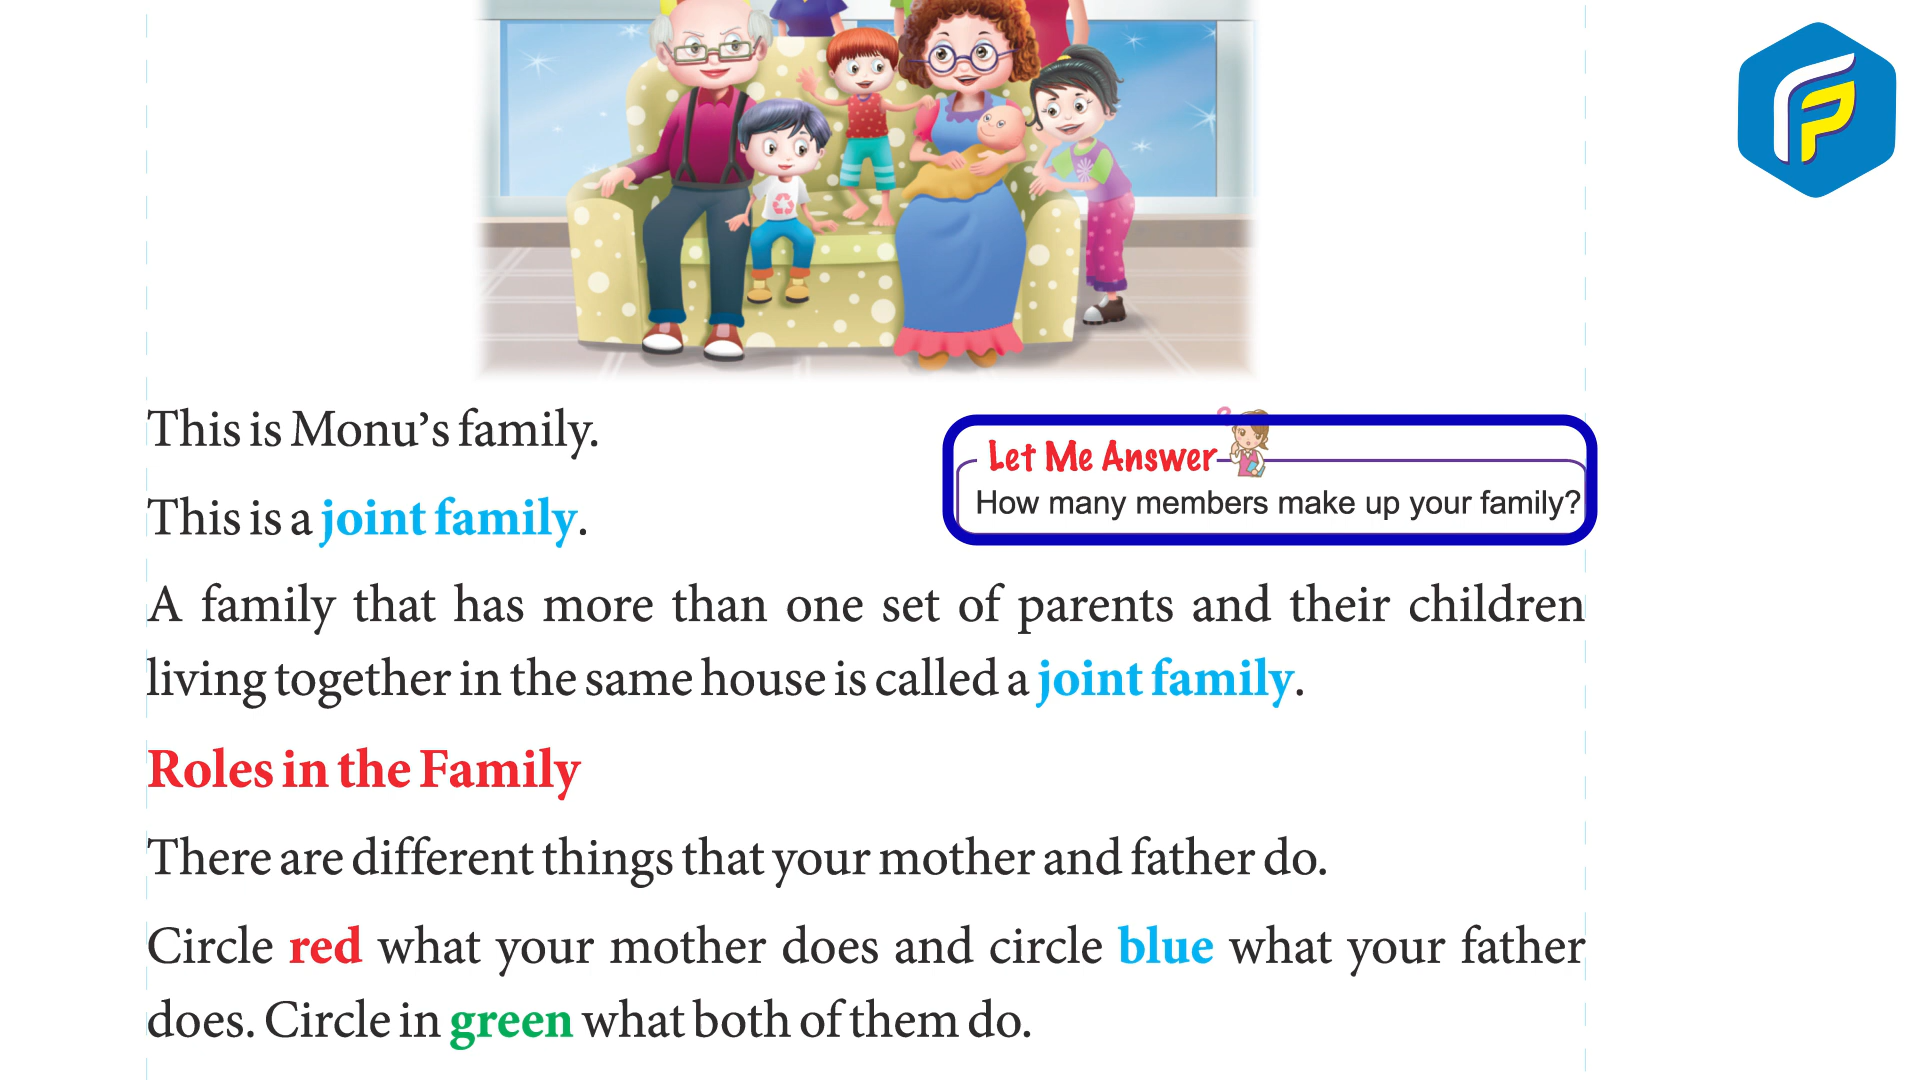 This is Monu’s family.
Let Me Answer
How many members make up your family?
This is a joint family.
A family that has more than one set of parents and their children
living together in the same house is called a joint family.
Roles in the Family
There are different things that your mother and father do.
Circle red what your mother does and circle blue what your father
does. Circle in green what both of them do.